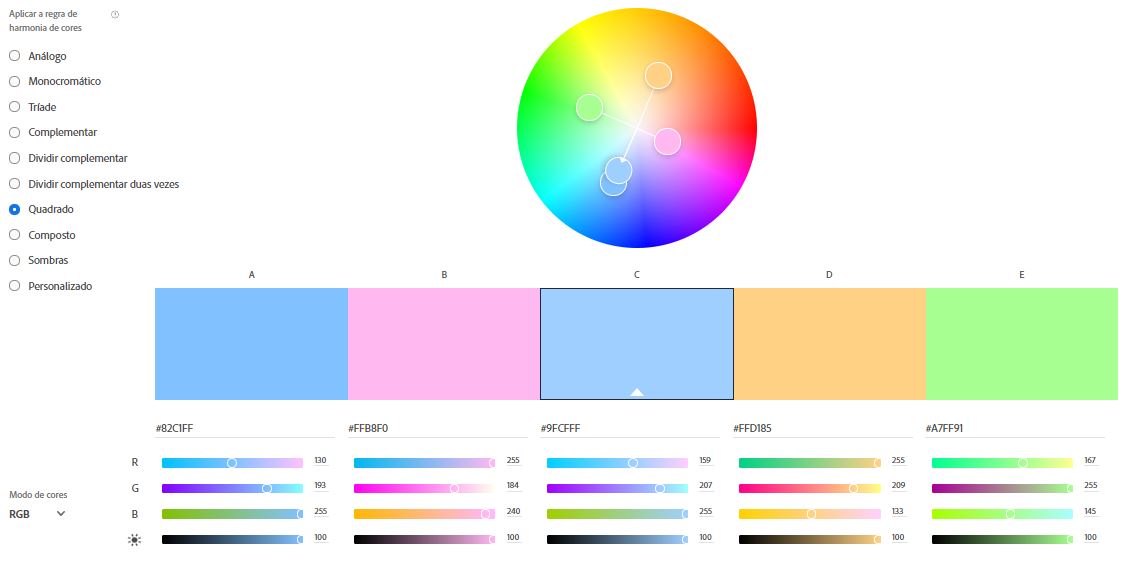 Aplicar a regra de
harmonia de cores
Análogo
Monocromático
Tríade
Complementar
Dividir complementar
Dividir complementar duas vezes
Quadrado
Composto
Sombras
Personalizado
A B C D E
#82C1FF #FFB8F0 #9FCFFF #FFD185 #A7FF91
R 130 255 159 255 167
G 193 184 207 209 255
B 255 240 255 133 145
100 100 100 100 100
Modo de cores
RGB